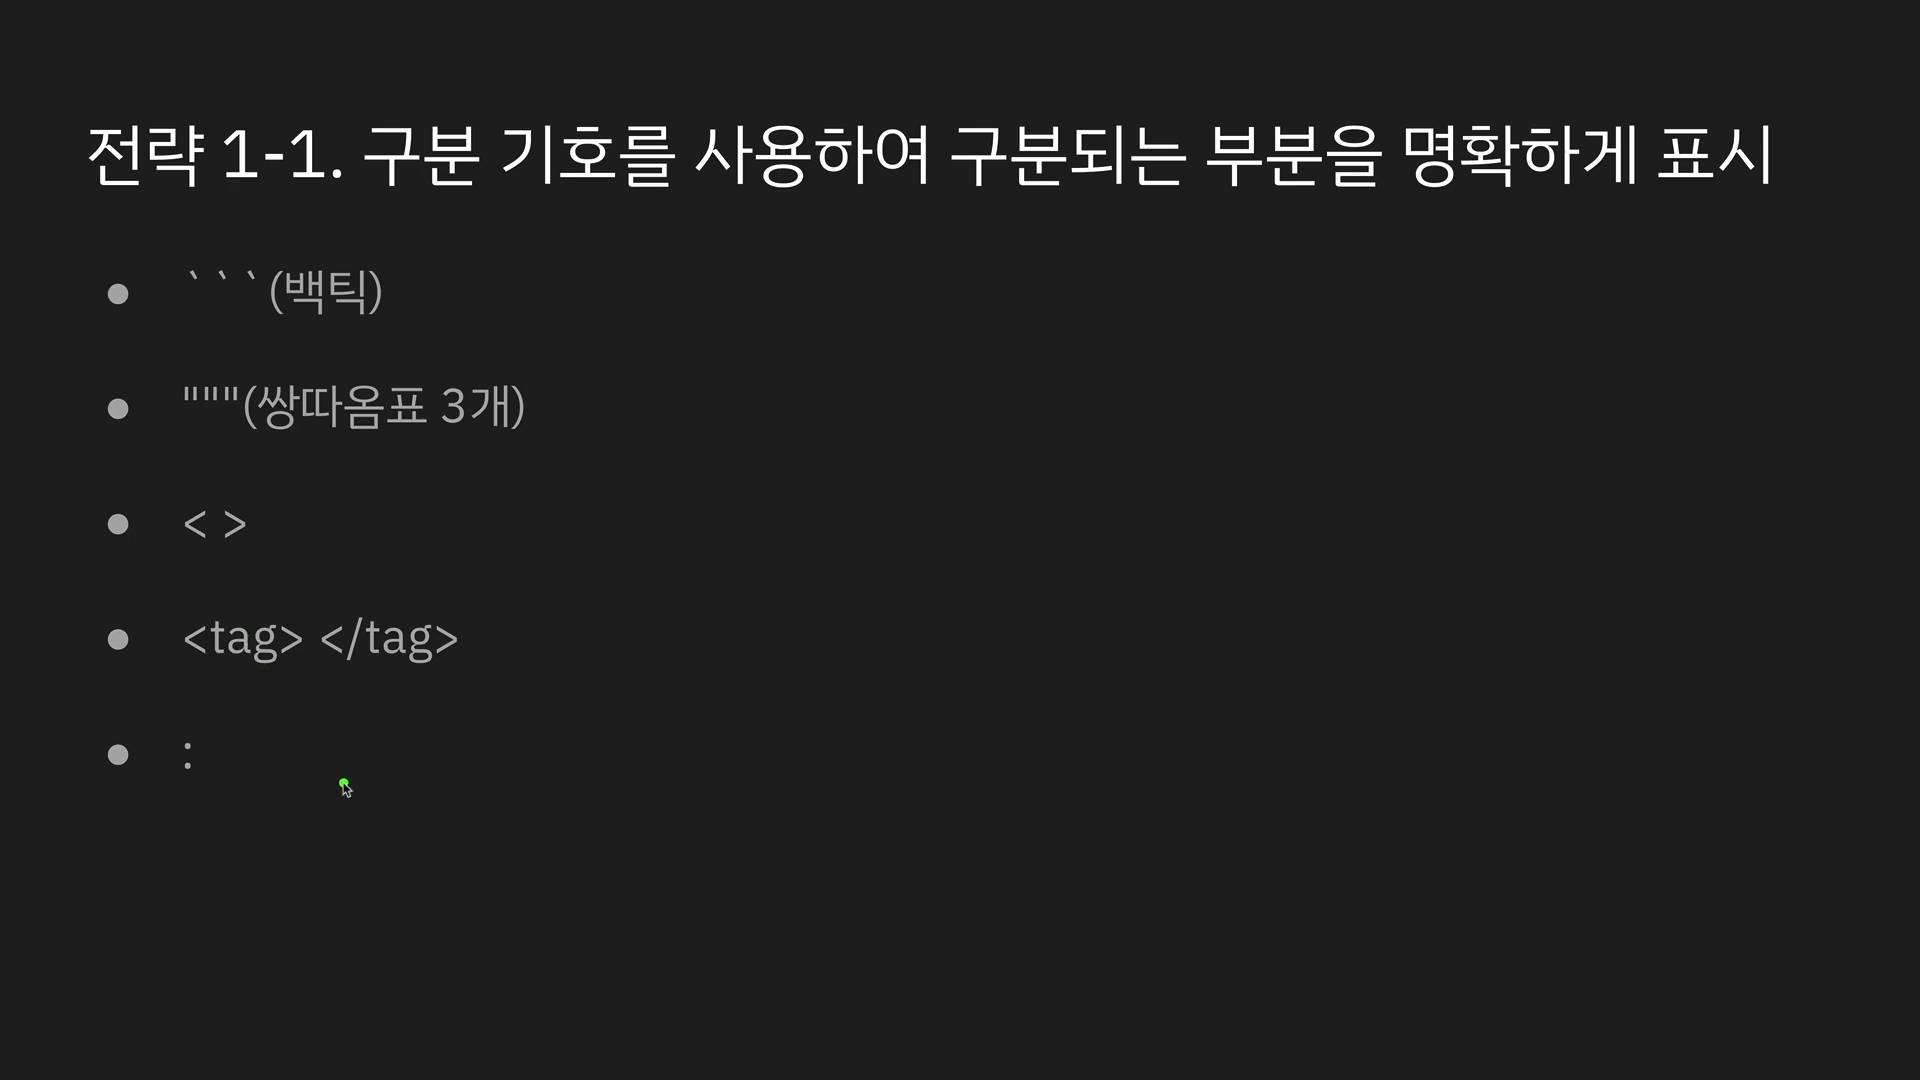 전략 1-1. 구분 기호를 사용하여 구분되는 부분을 명확하게 표시
● ```(백틱)
● """(쌍따옴표 3개)
● < >
● <tag> </tag>
● :